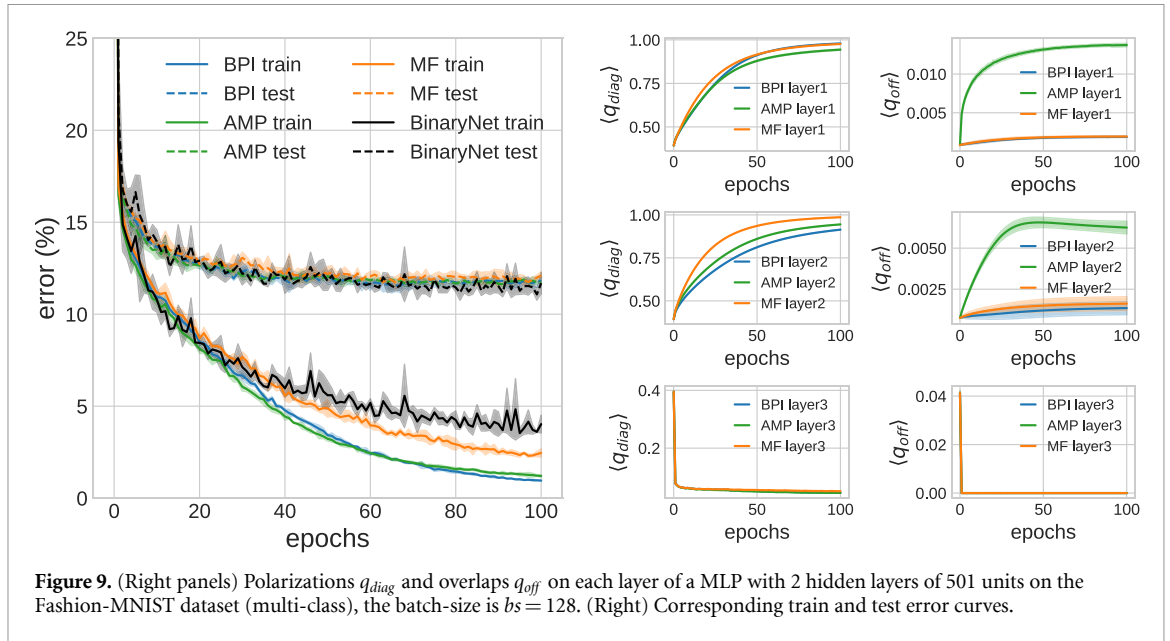 25
20
15
10
5
0
error (%)
BPI train
BPI test
AMP train
AMP test
MF train
MF test
BinaryNet train
BinaryNet test
0 20 40 60 80 100
epochs
1.00
0.75
0.50
⟨q_diag⟩
BPI layer1
AMP layer1
MF layer1
0 50 100
epochs
0.010
0.005
⟨q_off⟩
BPI layer1
AMP layer1
MF layer1
0 50 100
epochs
1.00
0.75
0.50
⟨q_diag⟩
BPI layer2
AMP layer2
MF layer2
0 50 100
epochs
0.0050
0.0025
⟨q_off⟩
BPI layer2
AMP layer2
MF layer2
0 50 100
epochs
0.4
0.2
⟨q_diag⟩
BPI layer3
AMP layer3
MF layer3
0 50 100
epochs
0.04
0.02
0.00
⟨q_off⟩
BPI layer3
AMP layer3
MF layer3
0 50 100
epochs
Figure 9. (Right panels) Polarizations q_diag and overlaps q_off on each layer of a MLP with 2 hidden layers of 501 units on the
Fashion-MNIST dataset (multi-class), the batch-size is bs = 128. (Right) Corresponding train and test error curves.